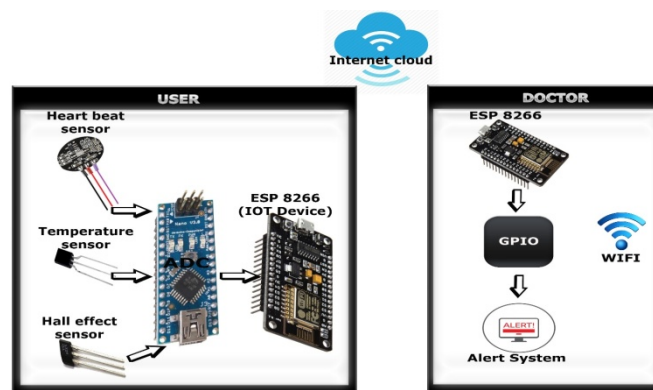 Internet cloud
USER
Heart beat
sensor
Temperature
sensor
Hall effect
sensor
ADC
ESP 8266
(IOT Device)
DOCTOR
ESP 8266
GPIO
WIFI
ALERT!
Alert System